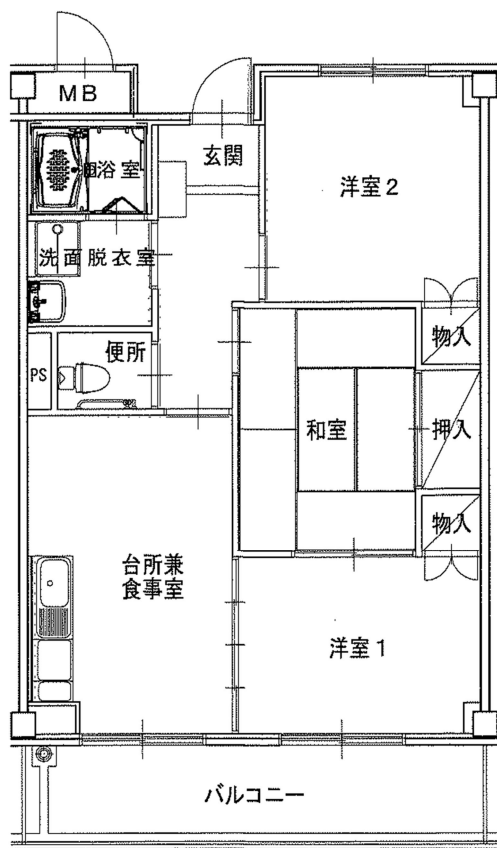 MB
浴室
玄関
洋室2
洗面脱衣室
便所
PS
物入
和室
押入
物入
台所兼
食事室
洋室1
バルコニー